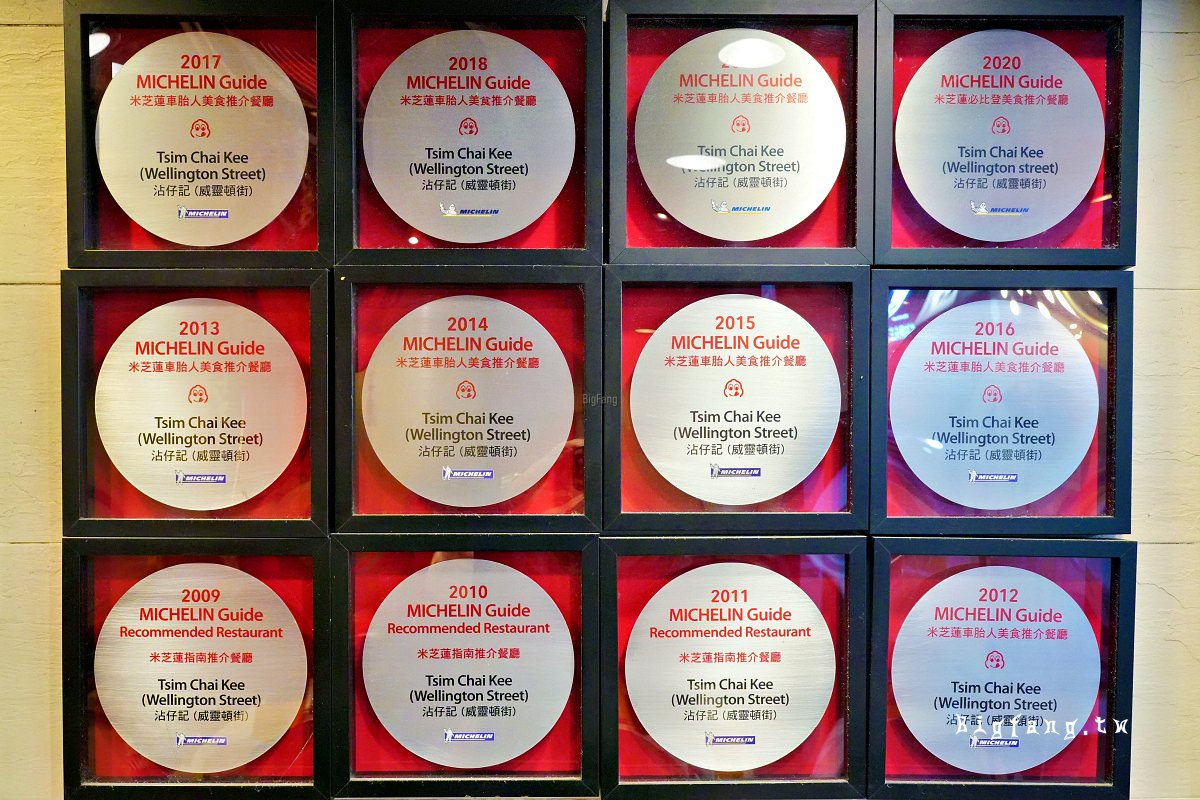 2017
MICHELIN Guide
米芝蓮車胎人美食推介餐廳
Tsim Chai Kee
(Wellington Street)
沾仔記 (威靈頓街)
MICHELIN
2018
MICHELIN Guide
米芝蓮車胎人美食推介餐廳
Tsim Chai Kee
(Wellington Street)
沾仔記 (威靈頓街)
MICHELIN
MICHELIN Guide
米芝蓮車胎人美食推介餐廳
Tsim Chai Kee
(Wellington Street)
沾仔記 (威靈頓街)
MICHELIN
2020
MICHELIN Guide
米芝蓮必比登美食推介餐廳
Tsim Chai Kee
(Wellington street)
沾仔記 (威靈頓街)
MICHELIN
2013
MICHELIN Guide
米芝蓮車胎人美食推介餐廳
Tsim Chai Kee
(Wellington Street)
沾仔記 (威靈頓街)
MICHELIN
2014
MICHELIN Guide
米芝蓮車胎人美食推介餐廳
Tsim Chai Kee
(Wellington Street)
沾仔記 (威靈頓街)
MICHELIN
BigFang
2015
MICHELIN Guide
米芝蓮車胎人美食推介餐廳
Tsim Chai Kee
(Wellington Street)
沾仔記 (威靈頓街)
MICHELIN
2016
MICHELIN Guide
米芝蓮車胎人美食推介餐廳
Tsim Chai Kee
(Wellington Street)
沾仔記 (威靈頓街)
MICHELIN
2009
MICHELIN Guide
Recommended Restaurant
米芝蓮指南推介餐廳
Tsim Chai Kee
(Wellington Street)
沾仔記 (威靈頓街)
MICHELIN
2010
MICHELIN Guide
Recommended Restaurant
米芝蓮指南推介餐廳
Tsim Chai Kee
(Wellington Street)
沾仔記 (威靈頓街)
MICHELIN
2011
MICHELIN Guide
Recommended Restaurant
米芝蓮指南推介餐廳
Tsim Chai Kee
(Wellington Street)
沾仔記 (威靈頓街)
MICHELIN
2012
MICHELIN Guide
米芝蓮車胎人美食推介餐廳
Tsim Chai Kee
(Wellington Street)
沾仔記 (威靈頓街)
MICHELIN
bigfang.tw